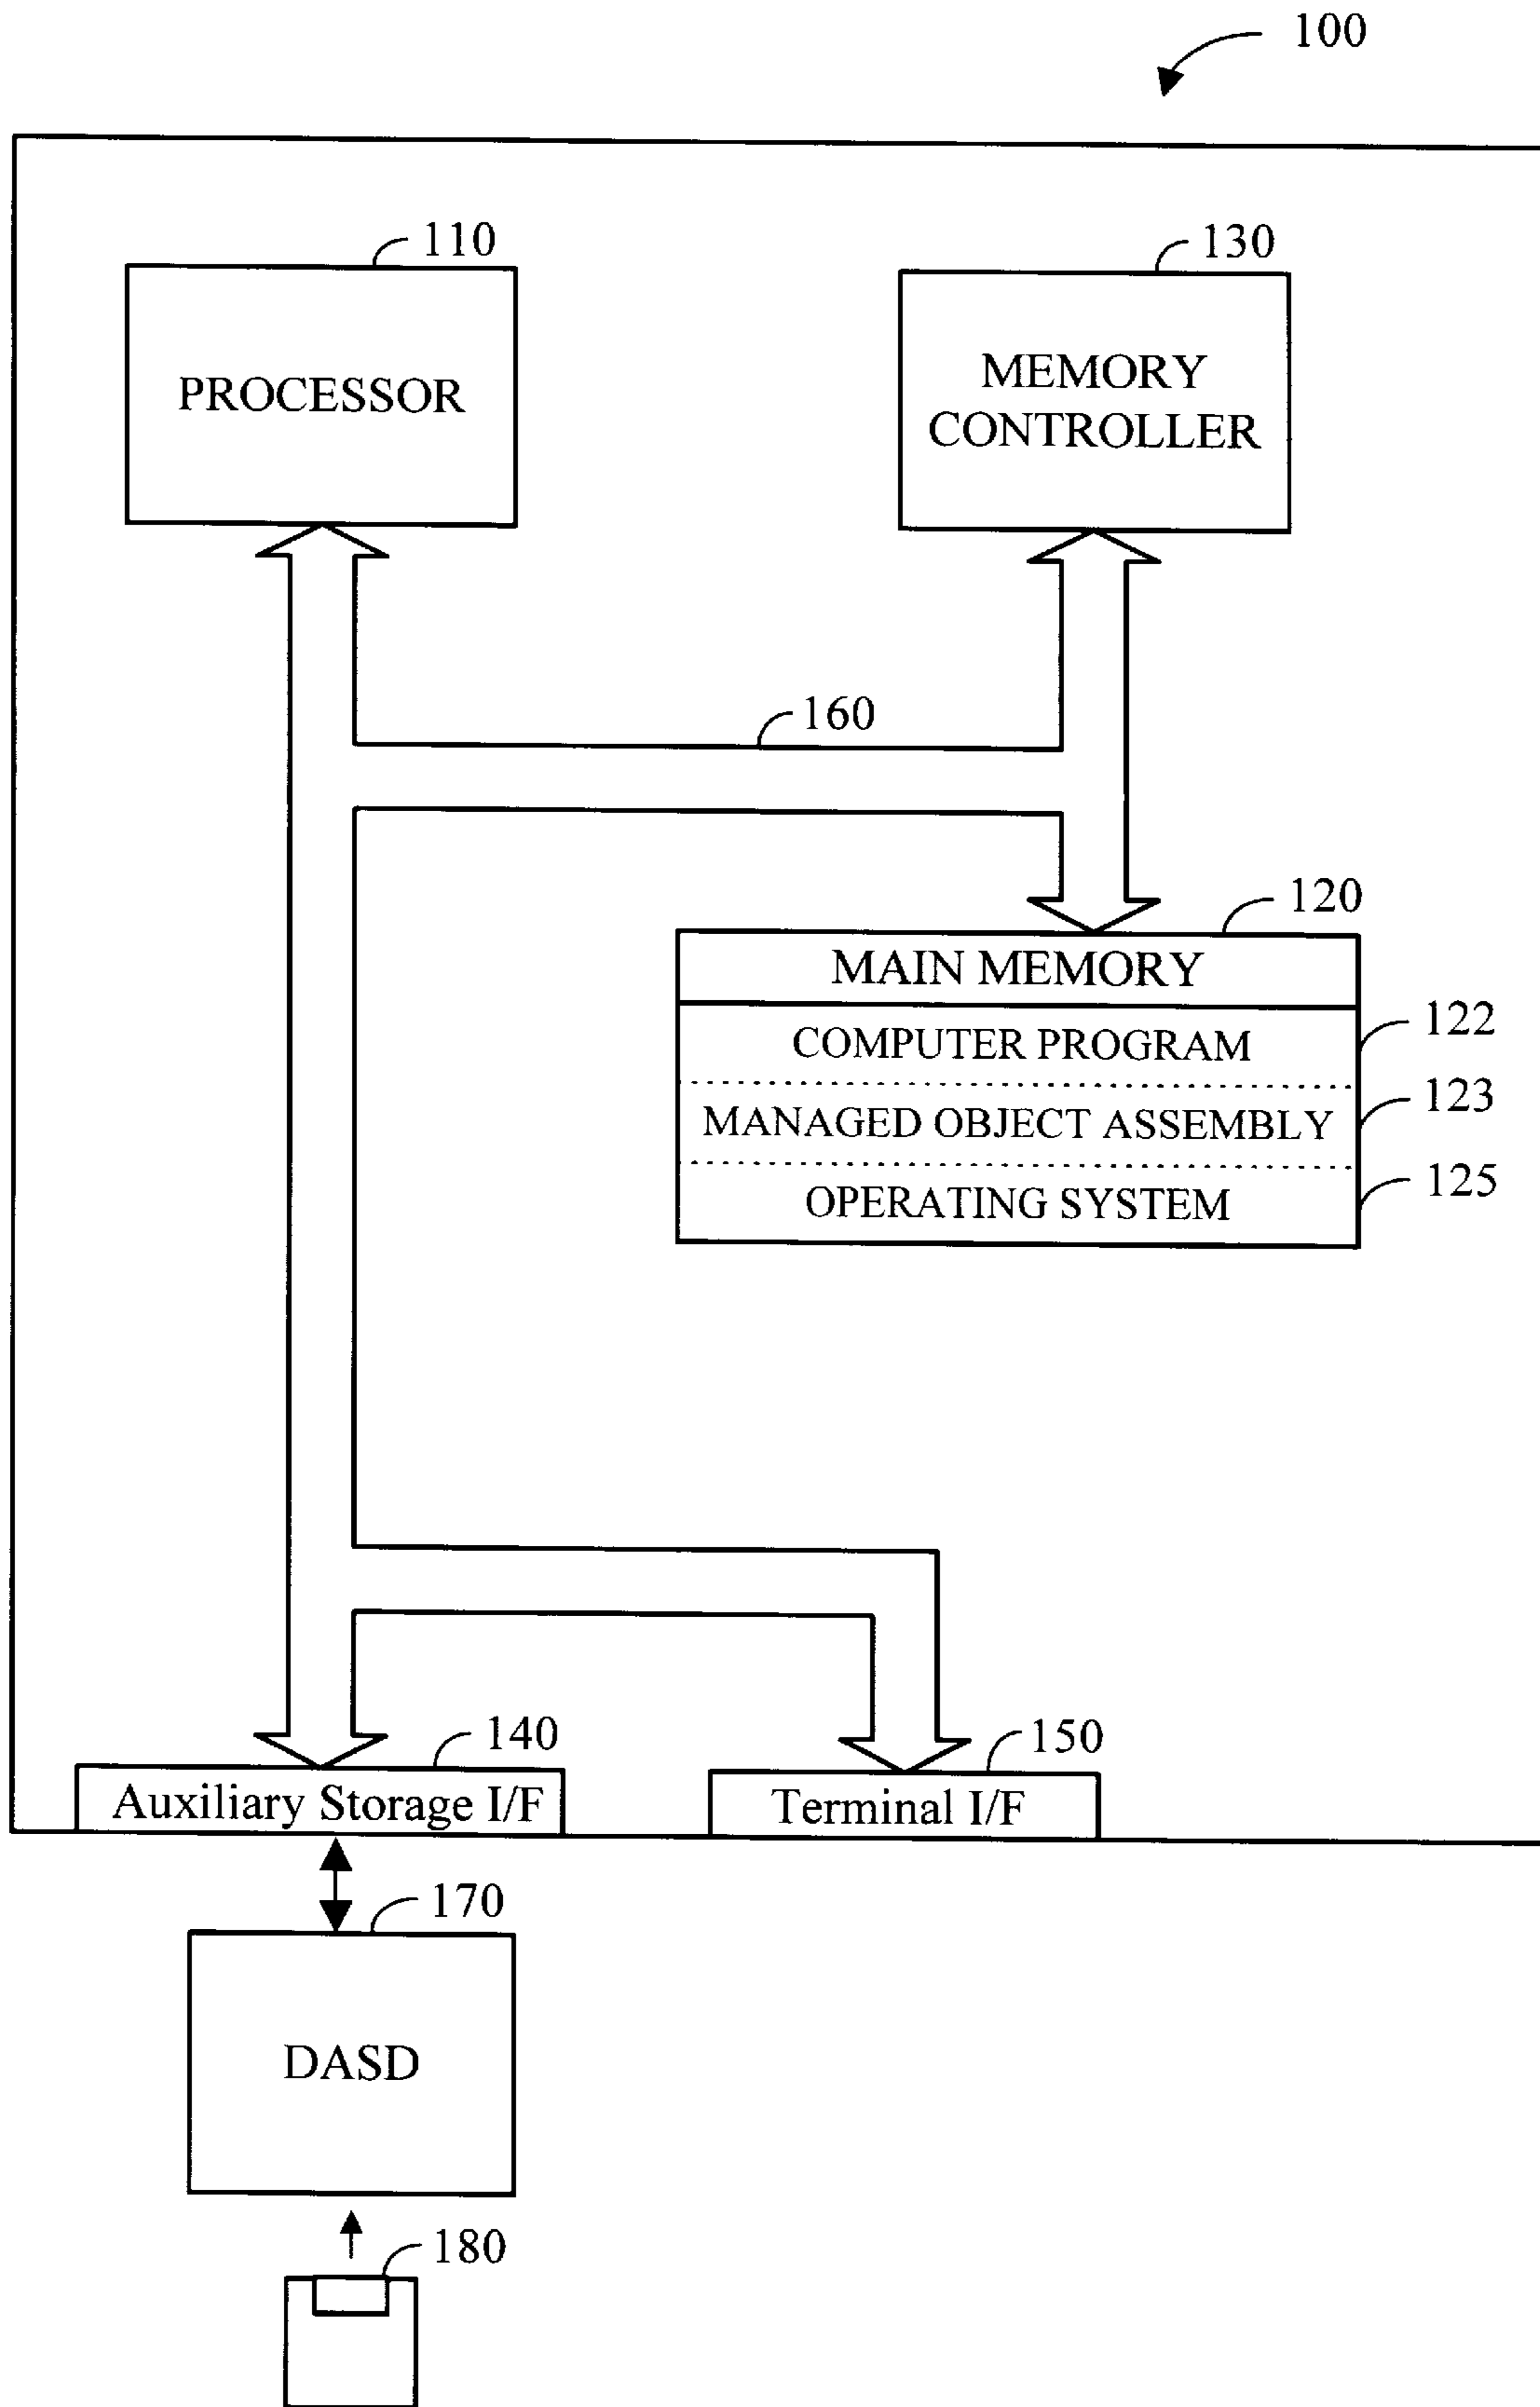 100
110
130
PROCESSOR
MEMORY
CONTROLLER
160
120
MAIN MEMORY
122
COMPUTER PROGRAM
123
MANAGED OBJECT ASSEMBLY
125
OPERATING SYSTEM
140
150
Auxiliary Storage I/F
Terminal I/F
170
DASD
180